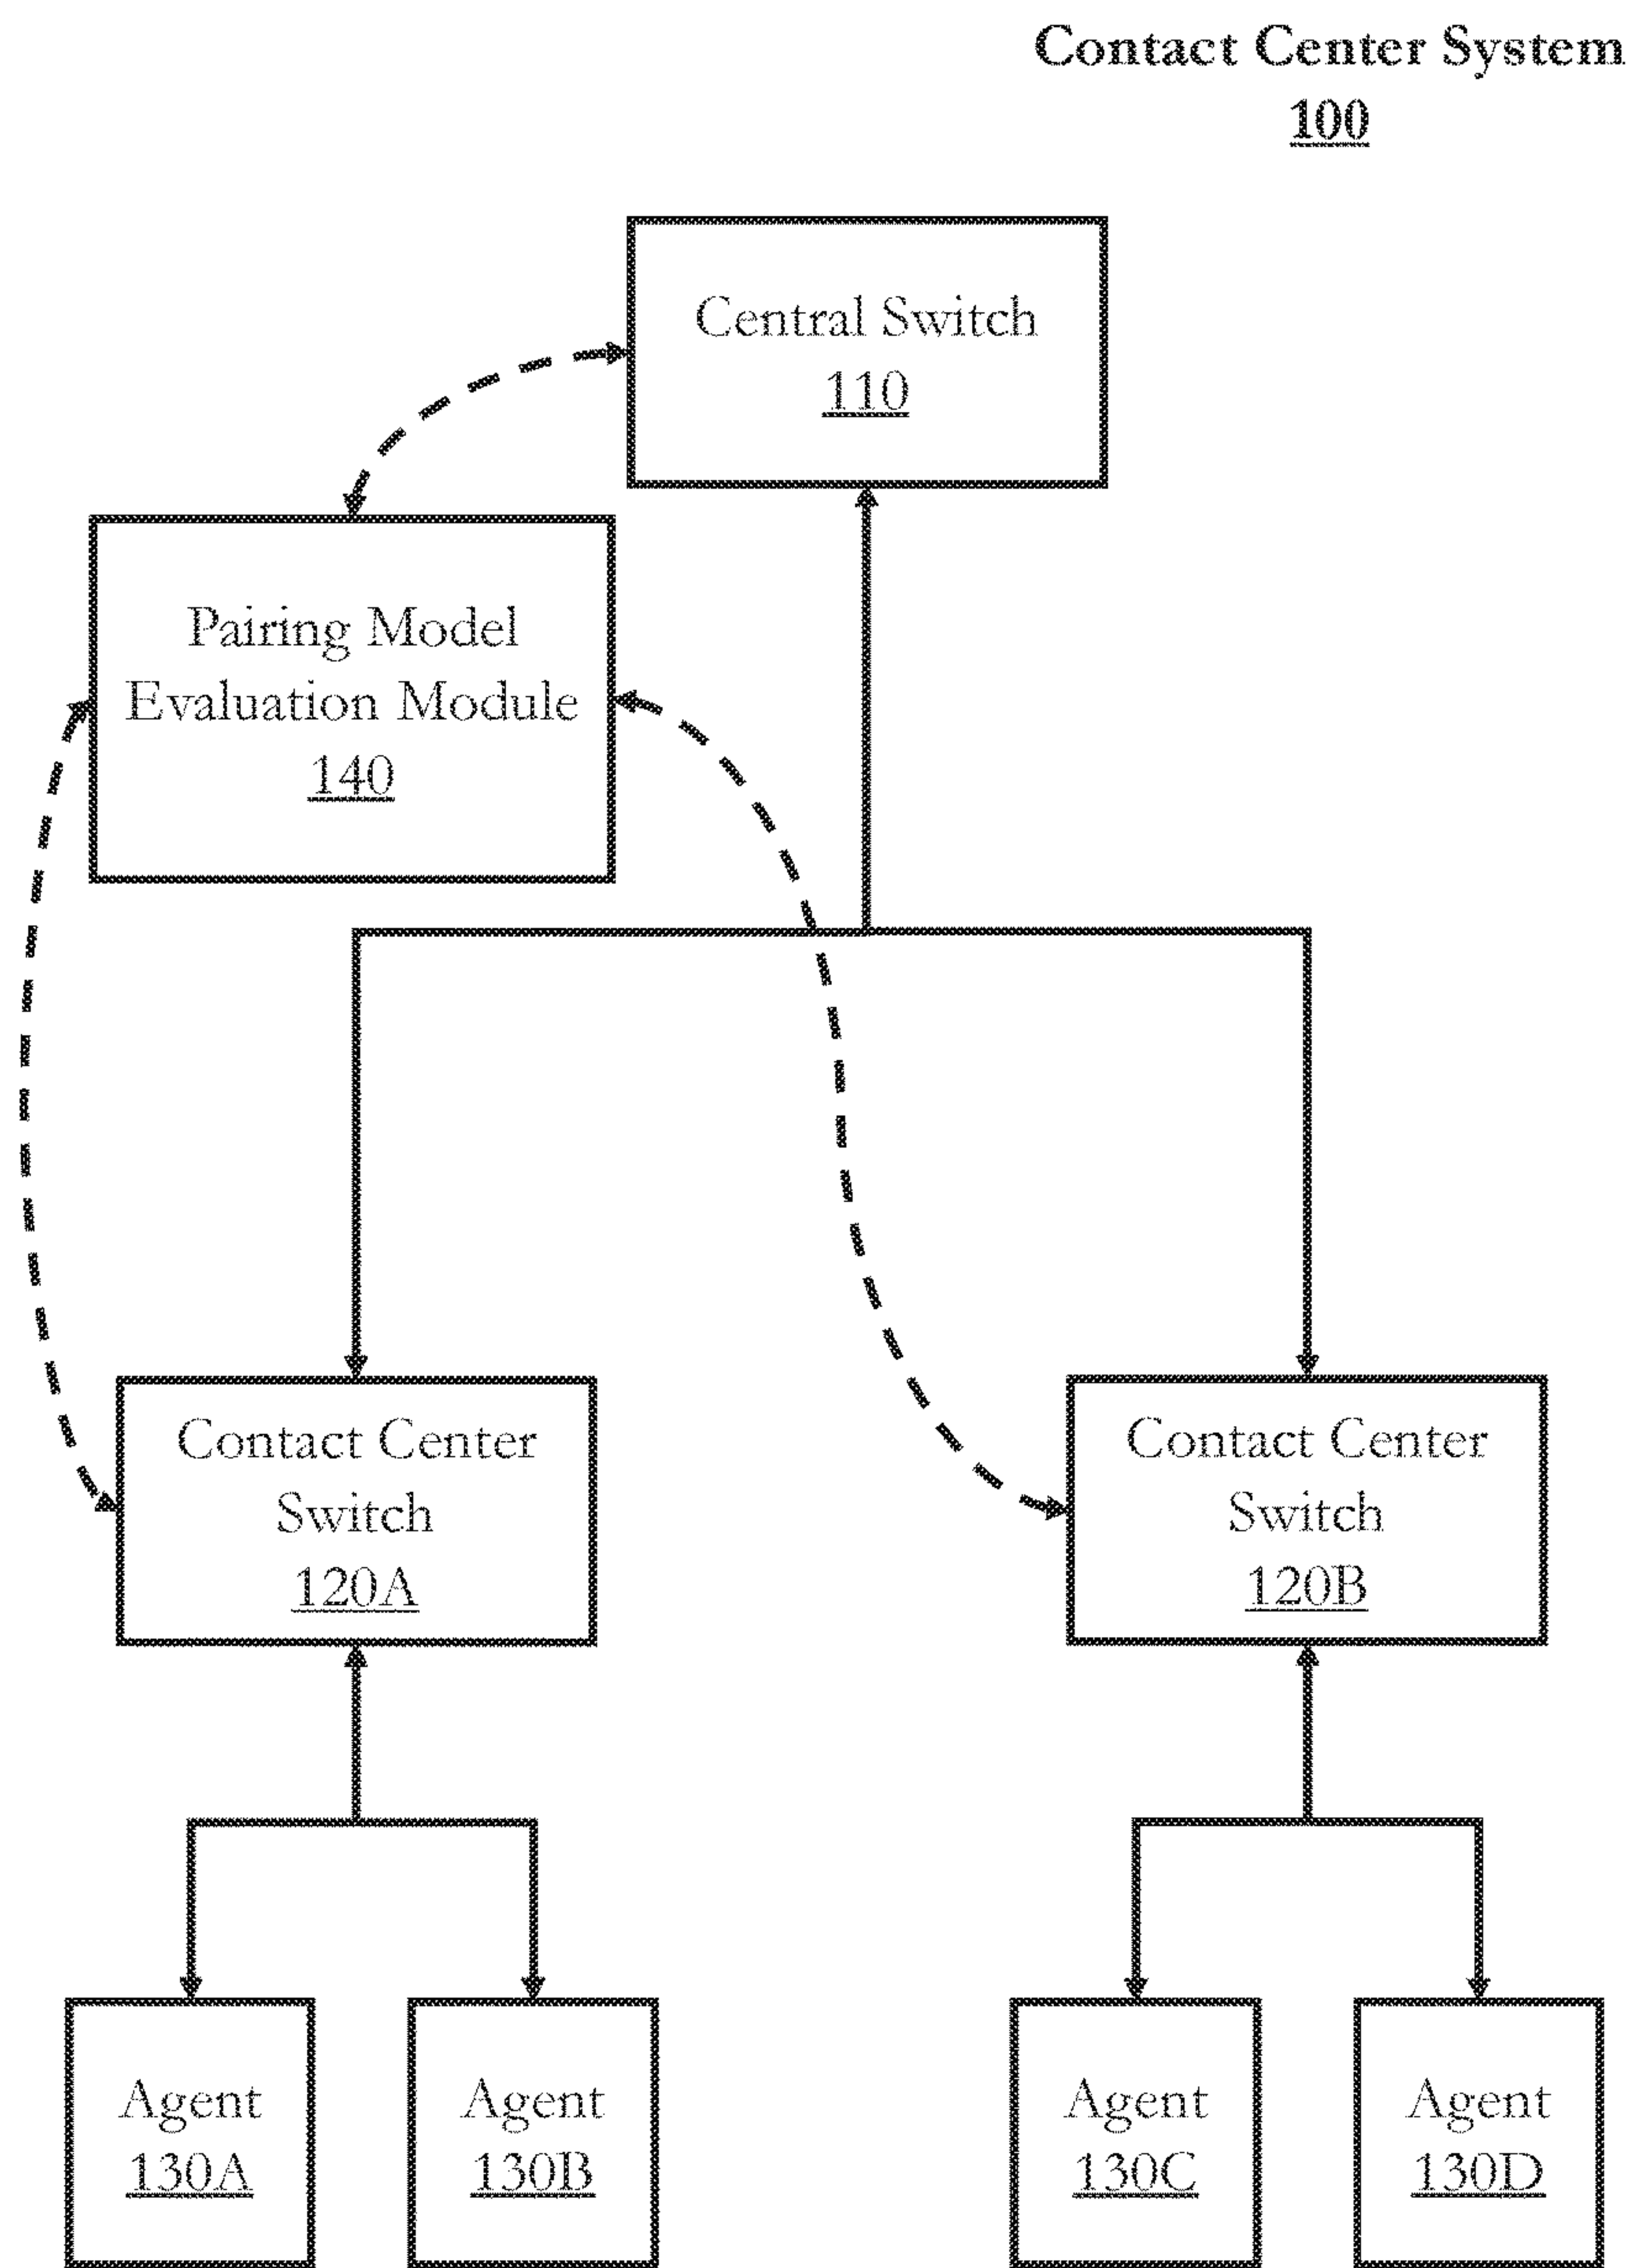 Contact Center System
100
Central Switch
110
Pairing Model
Evaluation Module
140
Contact Center
Switch
120A
Contact Center
Switch
120B
Agent
130A
Agent
130B
Agent
130C
Agent
130D